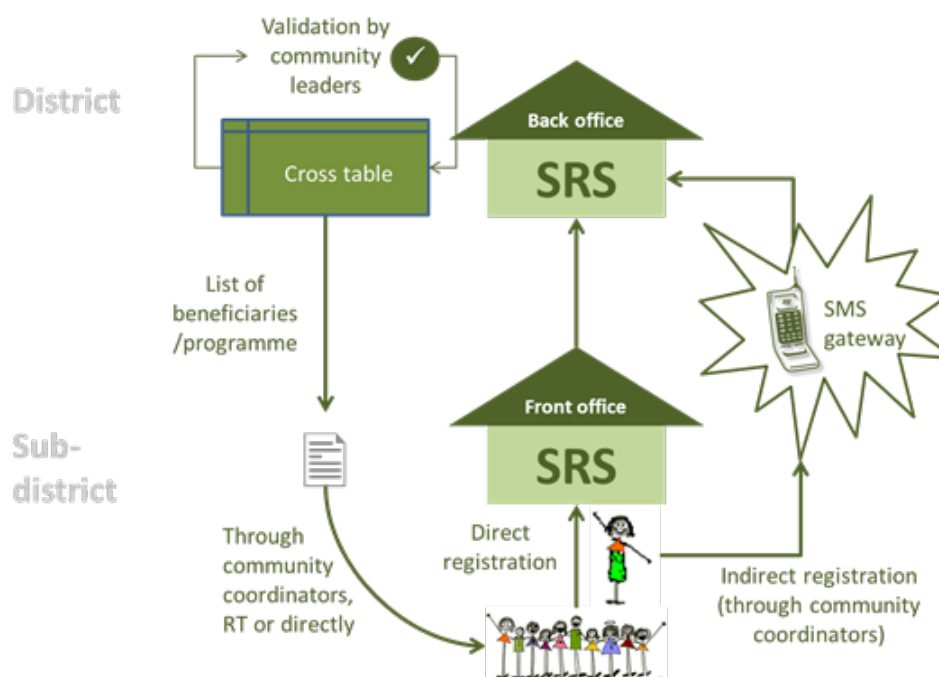 Validation by
community
leaders
District
Back office
SRS
Cross table
List of
beneficiaries
/programme
SMS
gateway
Front office
SRS
Sub-
district
Direct
registration
Through
community
coordinators,
RT or directly
Indirect registration
(through community
coordinators)